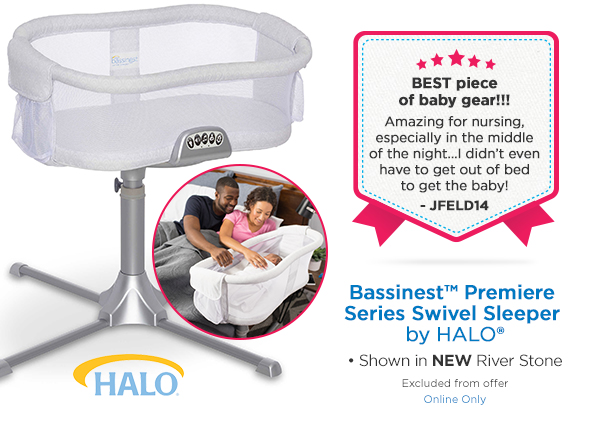 Bassinest
HALO
BEST piece
of baby gear!!!
Amazing for nursing,
especially in the middle
of the night...I didn't even
have to get out of bed
to get the baby!
- JFELD14
Bassinest™ Premiere
Series Swivel Sleeper
by HALO®
• Shown in NEW River Stone
Excluded from offer
Online Only